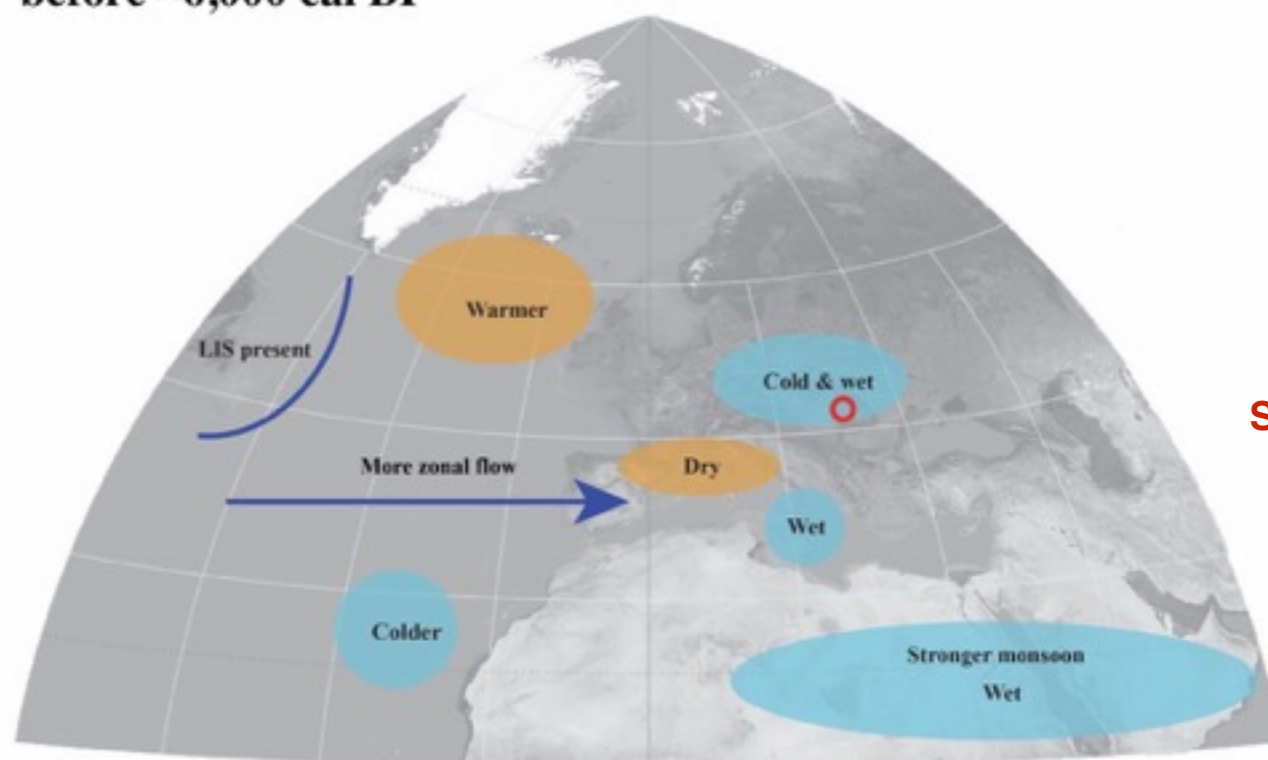 Warmer
LIS present
Cold & wet
S
More zonal flow
Dry
Wet
Colder
Stronger monsoon
Wet